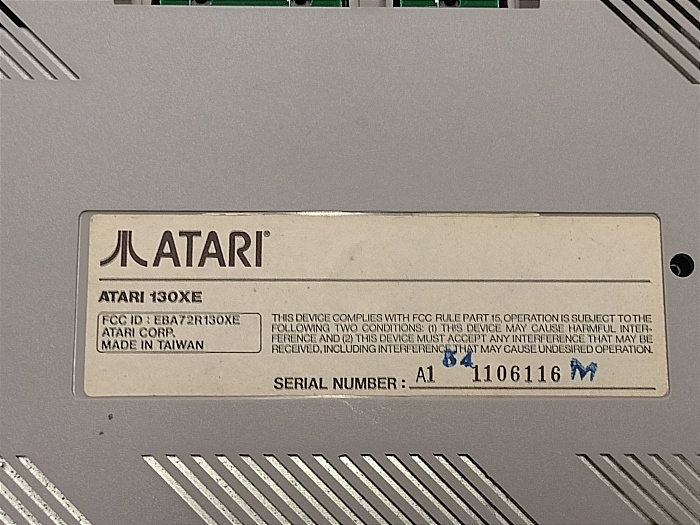 ATARI®
ATARI 130XE
FCC ID : EBA72R130XE
ATARI CORP.
MADE IN TAIWAN
THIS DEVICE COMPLIES WITH FCC RULE PART 15, OPERATION IS SUBJECT TO THE
FOLLOWING TWO CONDITIONS: (1) THIS DEVICE MAY CAUSE HARMFUL INTER-
FERENCE AND (2) THIS DEVICE MUST ACCEPT ANY INTERFERENCE THAT MAY BE
RECEIVED, INCLUDING INTERFERENCE THAT MAY CAUSE UNDESIRED OPERATION.
SERIAL NUMBER : A1 54 1106116 M